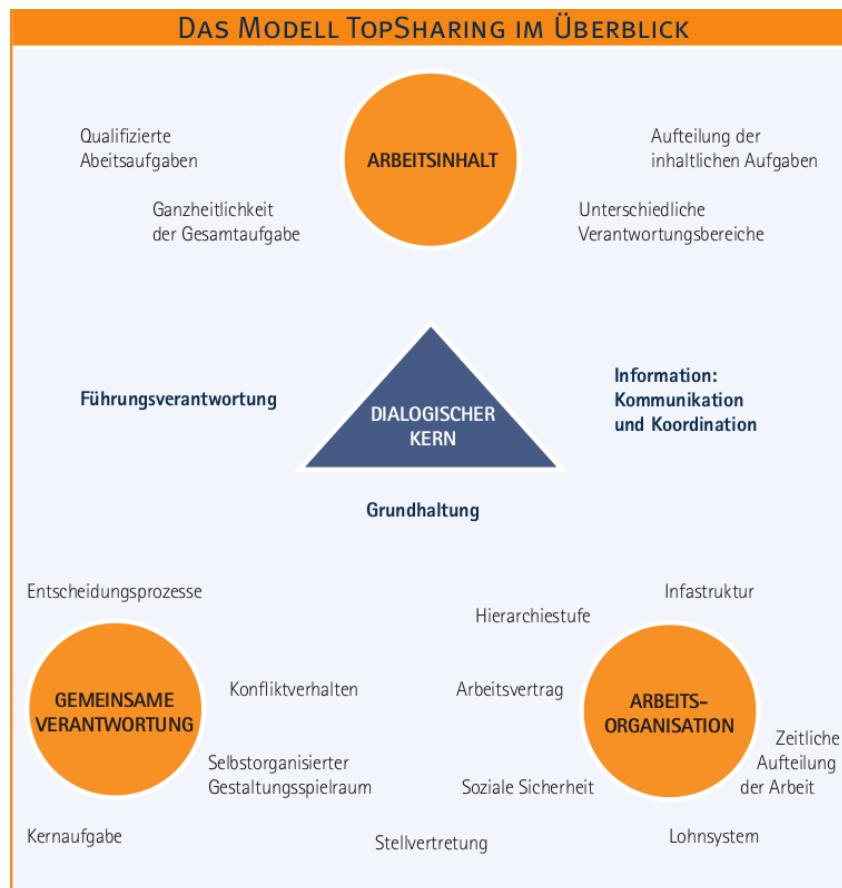 DAS MODELL TOPSHARING IM ÜBERBLICK
Qualifizierte
Abeitsaufgaben
ARBEITSINHALT
Aufteilung der
inhaltlichen Aufgaben
Ganzheitlichkeit
der Gesamtaufgabe
Unterschiedliche
Verantwortungsbereiche
Führungsverantwortung
DIALOGISCHER
KERN
Information:
Kommunikation
und Koordination
Grundhaltung
Entscheidungsprozesse
GEMEINSAME
VERANTWORTUNG
Konfliktverhalten
Selbstorganisierter
Gestaltungsspielraum
Kernaufgabe
Stellvertretung
Hierarchiestufe
Infastruktur
Arbeitsvertrag
ARBEITS-
ORGANISATION
Zeitliche
Aufteilung
der Arbeit
Soziale Sicherheit
Lohnsystem